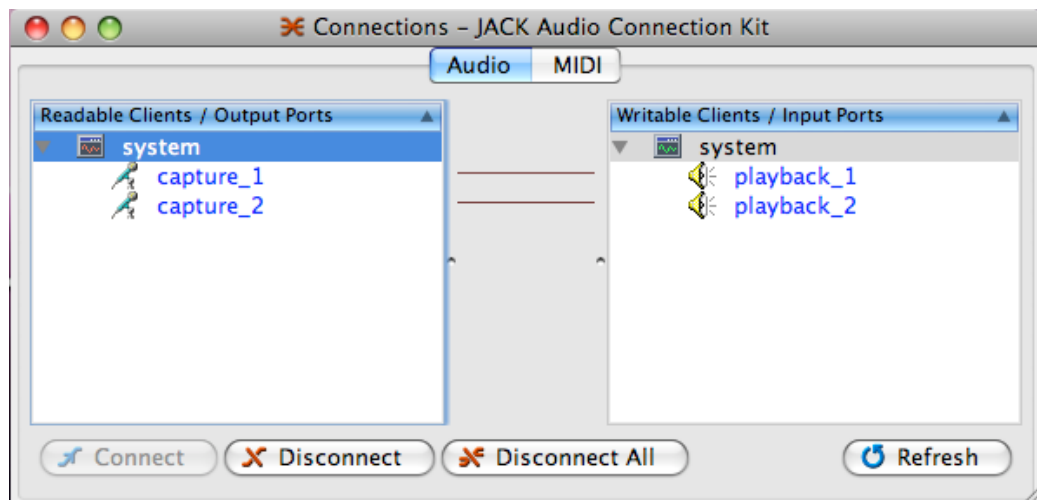 Connections – JACK Audio Connection Kit
Audio MIDI
Readable Clients / Output Ports
system
capture_1
capture_2
Writable Clients / Input Ports
system
playback_1
playback_2
Connect Disconnect Disconnect All Refresh